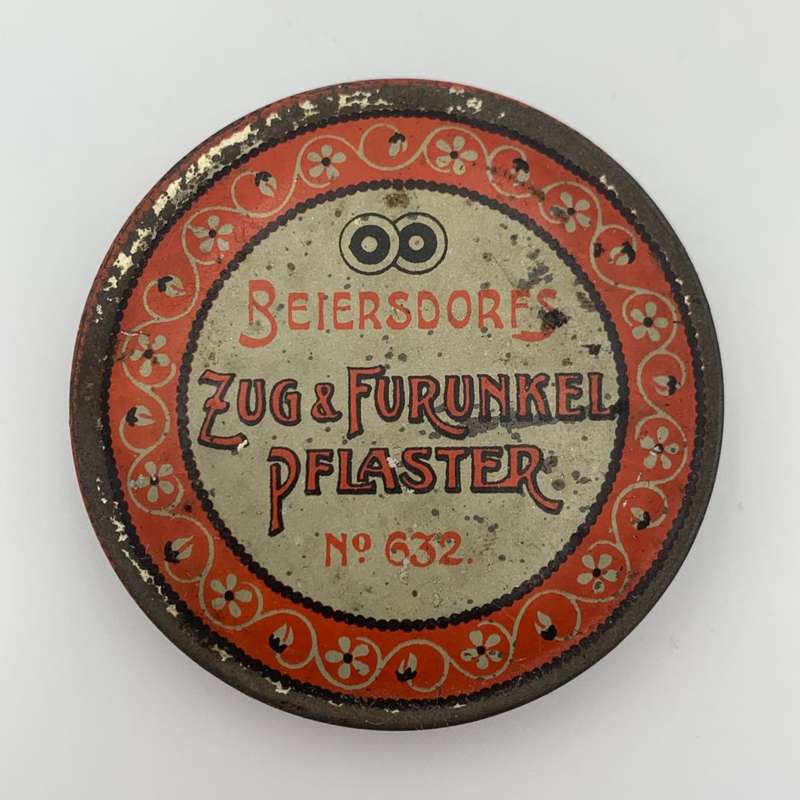 BEIERSDORFS
ZUG & FURUNKEL
PFLASTER
Nº 632.